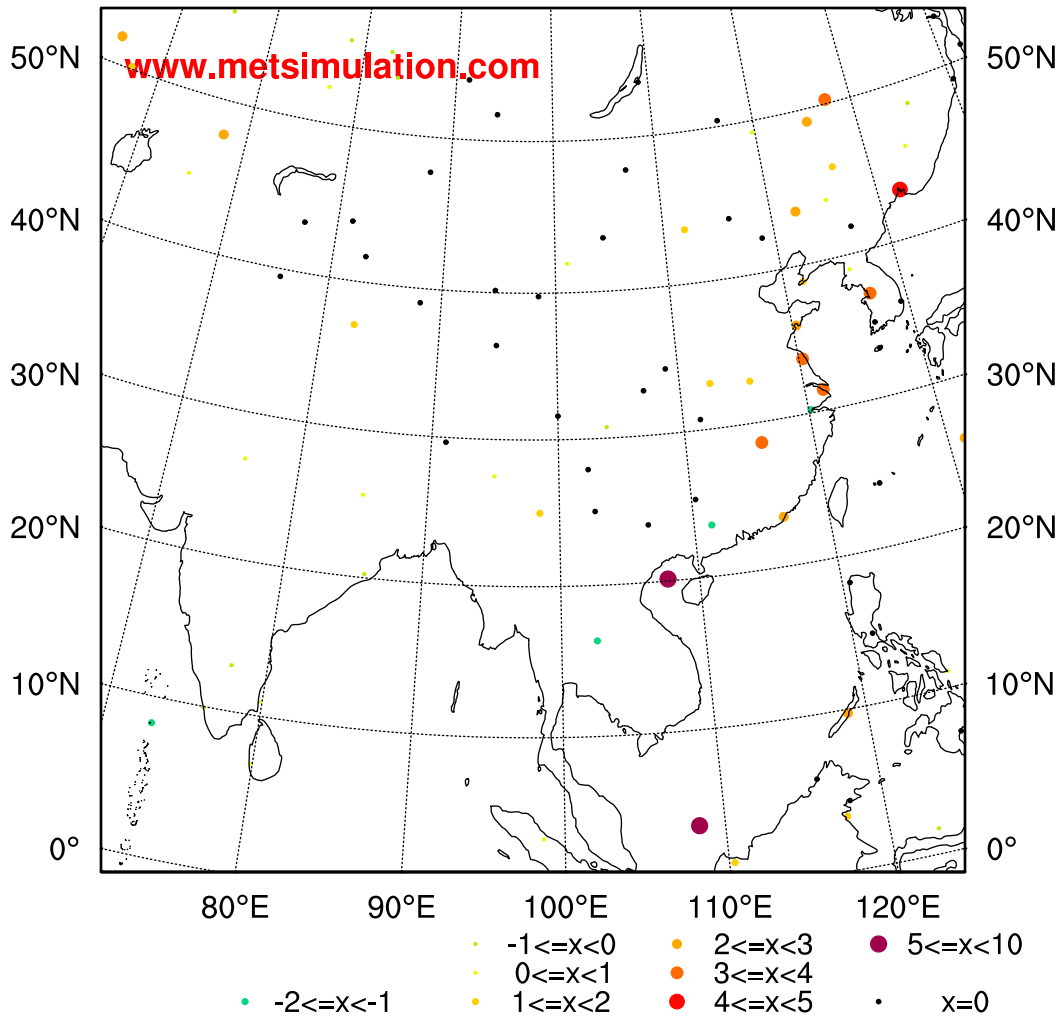 www.metsimulation.com
50°N 50°N
40°N 40°N
30°N 30°N
20°N 20°N
10°N 10°N
0° 0°
80°E 90°E 100°E 110°E 120°E
-1<=x<0 2<=x<3 5<=x<10
0<=x<1 3<=x<4
-2<=x<-1 1<=x<2 4<=x<5 x=0